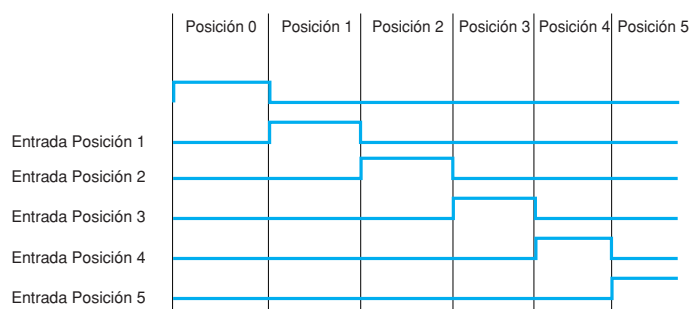 Posición 0 Posición 1 Posición 2 Posición 3 Posición 4 Posición 5
Entrada Posición 1
Entrada Posición 2
Entrada Posición 3
Entrada Posición 4
Entrada Posición 5